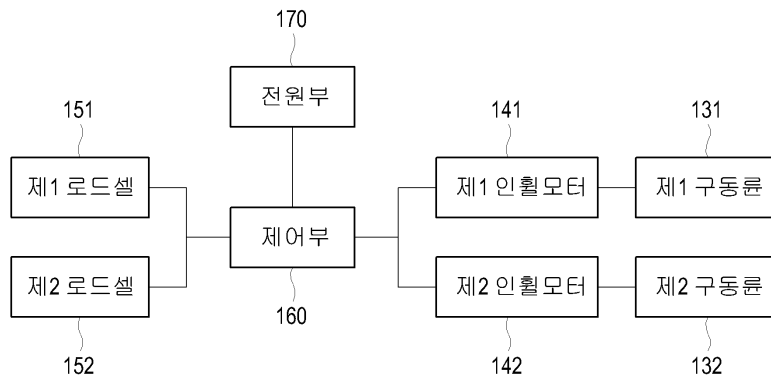 170
전원부
151
141
131
제1 로드셀
제1 인휠모터
제1 구동륜
제어부
제2 로드셀
제2 인휠모터
제2 구동륜
160
152
142
132